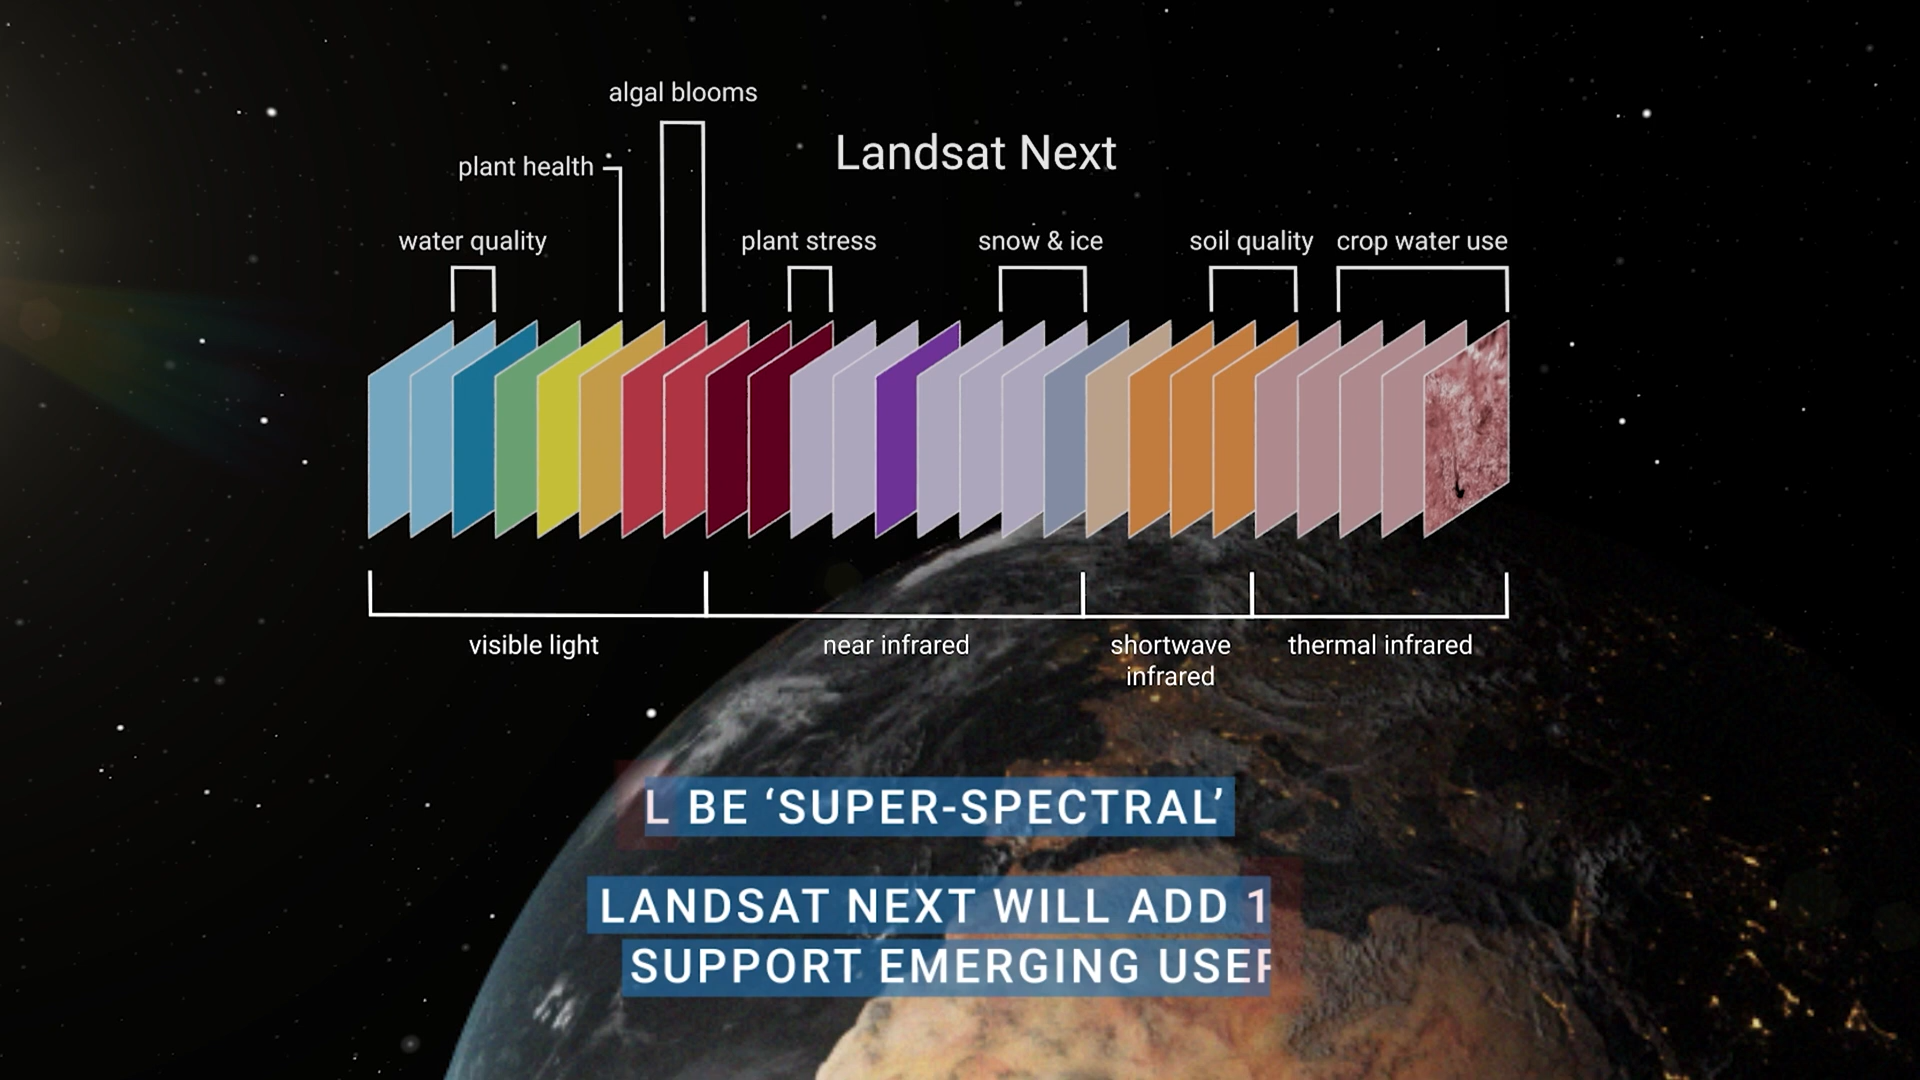 algal blooms
Landsat Next
plant health
water quality
plant stress
snow & ice
soil quality
crop water use
visible light
near infrared
shortwave
infrared
thermal infrared
L BE ‘SUPER-SPECTRAL’
LANDSAT NEXT WILL ADD 1
SUPPORT EMERGING